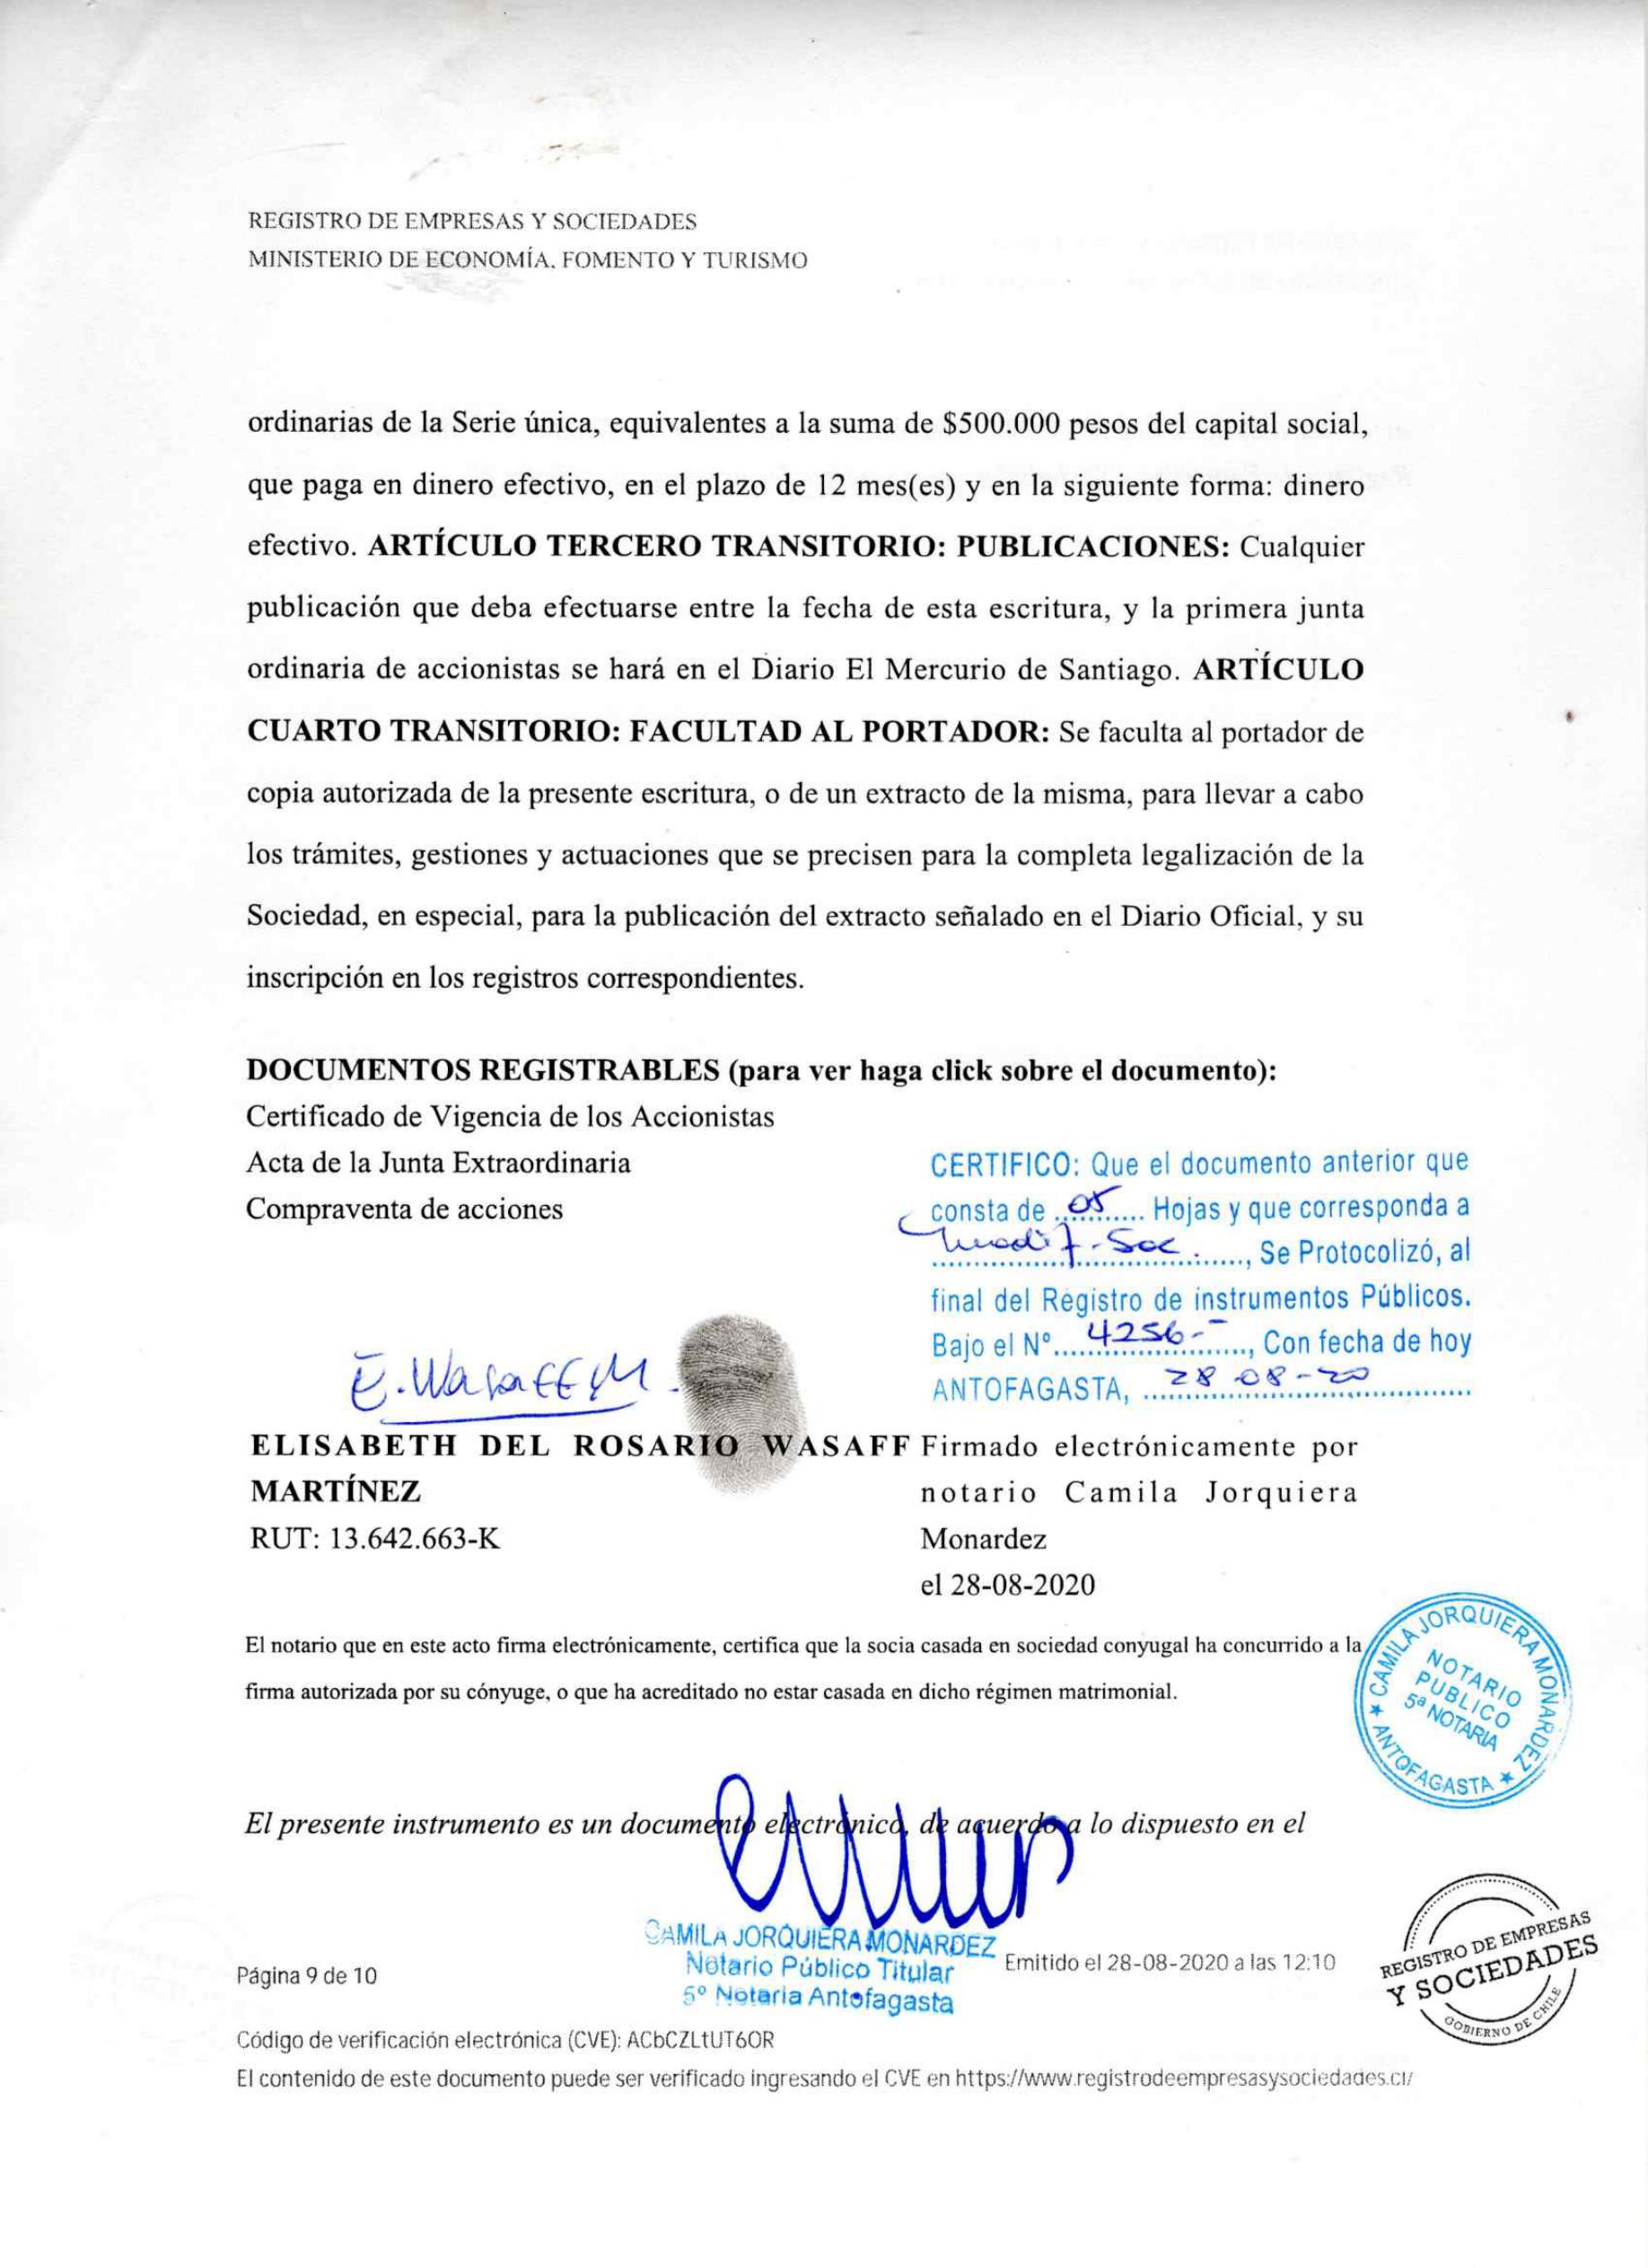 REGISTRO DE EMPRESAS Y SOCIEDADES
MINISTERIO DE ECONOMÍA, FOMENTO Y TURISMO
ordinarias de la Serie única, equivalentes a la suma de $500.000 pesos del capital social,
que paga en dinero efectivo, en el plazo de 12 mes(es) y en la siguiente forma: dinero
efectivo. ARTÍCULO TERCERO TRANSITORIO: PUBLICACIONES: Cualquier
publicación que deba efectuarse entre la fecha de esta escritura, y la primera junta
ordinaria de accionistas se hará en el Diario El Mercurio de Santiago. ARTÍCULO
CUARTO TRANSITORIO: FACULTAD AL PORTADOR: Se faculta al portador de
copia autorizada de la presente escritura, o de un extracto de la misma, para llevar a cabo
los trámites, gestiones y actuaciones que se precisen para la completa legalización de la
Sociedad, en especial, para la publicación del extracto señalado en el Diario Oficial, y su
inscripción en los registros correspondientes.
DOCUMENTOS REGISTRABLES (para ver haga click sobre el documento):
Certificado de Vigencia de los Accionistas
Acta de la Junta Extraordinaria
Compraventa de acciones
CERTIFICO: Que el documento anterior que
consta de 05 Hojas y que corresponda a
modif. Soc., Se Protocolizó, al
final del Registro de instrumentos Públicos.
Bajo el Nº 4256.-, Con fecha de hoy
ANTOFAGASTA, 28-08-20
E. Wasaff M.
ELISABETH DEL ROSARIO WASAFF
MARTÍNEZ
RUT: 13.642.663-K
Firmado electrónicamente por
notario Camila Jorquiera
Monardez
el 28-08-2020
El notario que en este acto firma electrónicamente, certifica que la socia casada en sociedad conyugal ha concurrido a la
firma autorizada por su cónyuge, o que ha acreditado no estar casada en dicho régimen matrimonial.
CAMILA JORQUIERA MONARDEZ
ANTOFAGASTA
NOTARIO
PUBLICO
5ª NOTARIA
El presente instrumento es un documento electrónico, de acuerdo a lo dispuesto en el
CAMILA JORQUIERA MONARDEZ
Notario Público Titular
5º Notaria Antofagasta
Página 9 de 10
Emitido el 28-08-2020 a las 12:10
REGISTRO DE EMPRESAS
Y SOCIEDADES
GOBIERNO DE CHILE
Código de verificación electrónica (CVE): ACbCZLtUT6OR
El contenido de este documento puede ser verificado ingresando el CVE en https://www.registrodeempresasysociedades.cl/